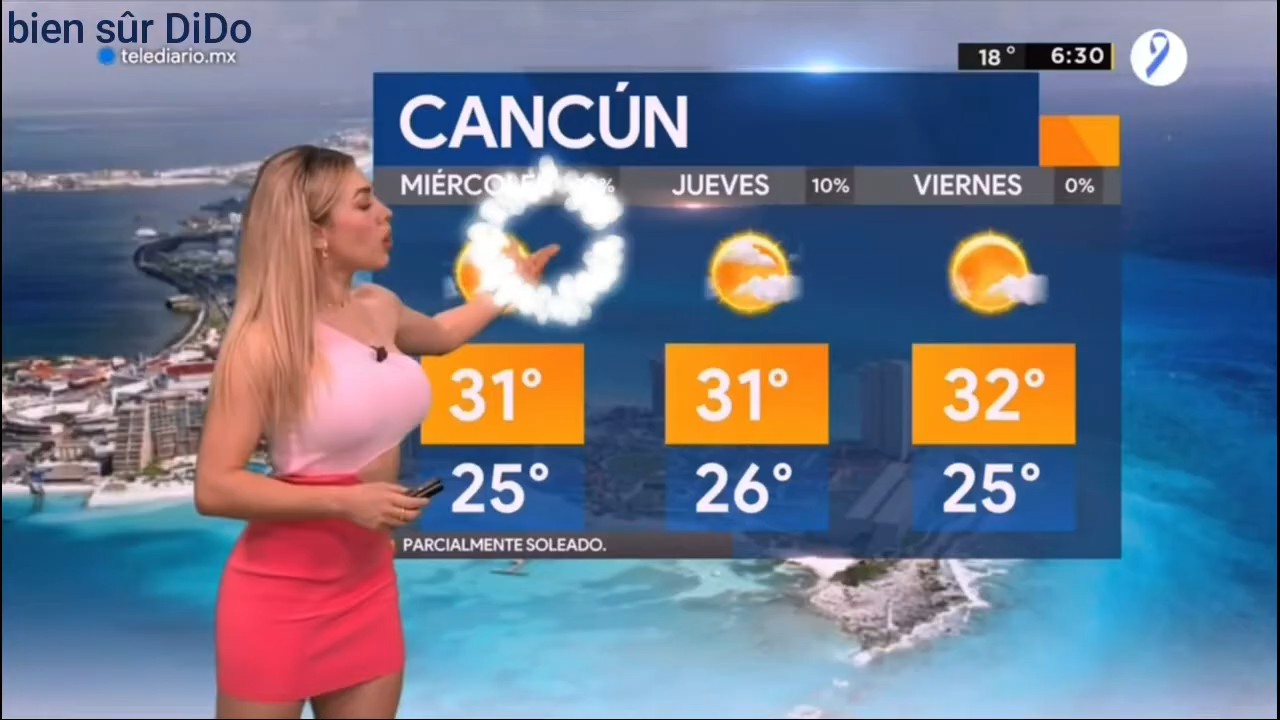 bien sûr DiDo
telediario.mx
18° 6:30
CANCÚN
JUEVES 10% VIERNES 0%
31° 31° 32°
25° 26° 25°
PARCIALMENTE SOLEADO.